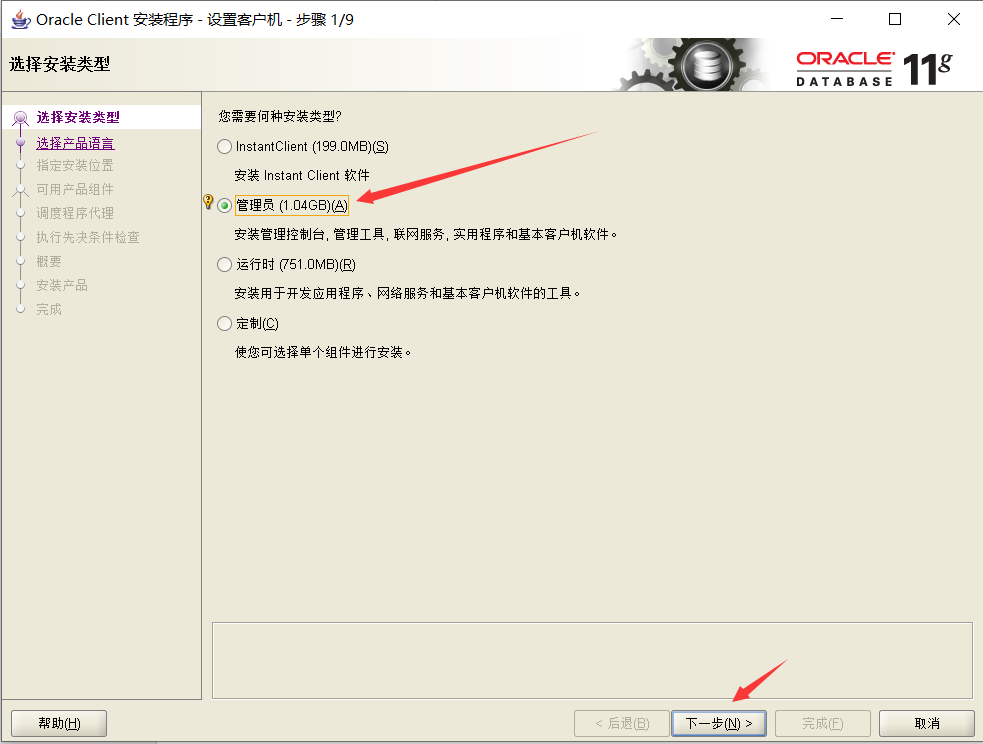 Oracle Client 安装程序 - 设置客户机 - 步骤 1/9
选择安装类型
ORACLE
DATABASE 11g
选择安装类型
选择产品语言
指定安装位置
可用产品组件
调度程序代理
执行先决条件检查
概要
安装产品
完成
您需要何种安装类型?
InstantClient (199.0MB)(S)
安装 Instant Client 软件
管理员 (1.04GB)(A)
安装管理控制台, 管理工具, 联网服务, 实用程序和基本客户机软件。
运行时 (751.0MB)(R)
安装用于开发应用程序、网络服务和基本客户机软件的工具。
定制(C)
使您可选择单个组件进行安装。
帮助(H)
< 后退(B)
下一步(N) >
完成(F)
取消